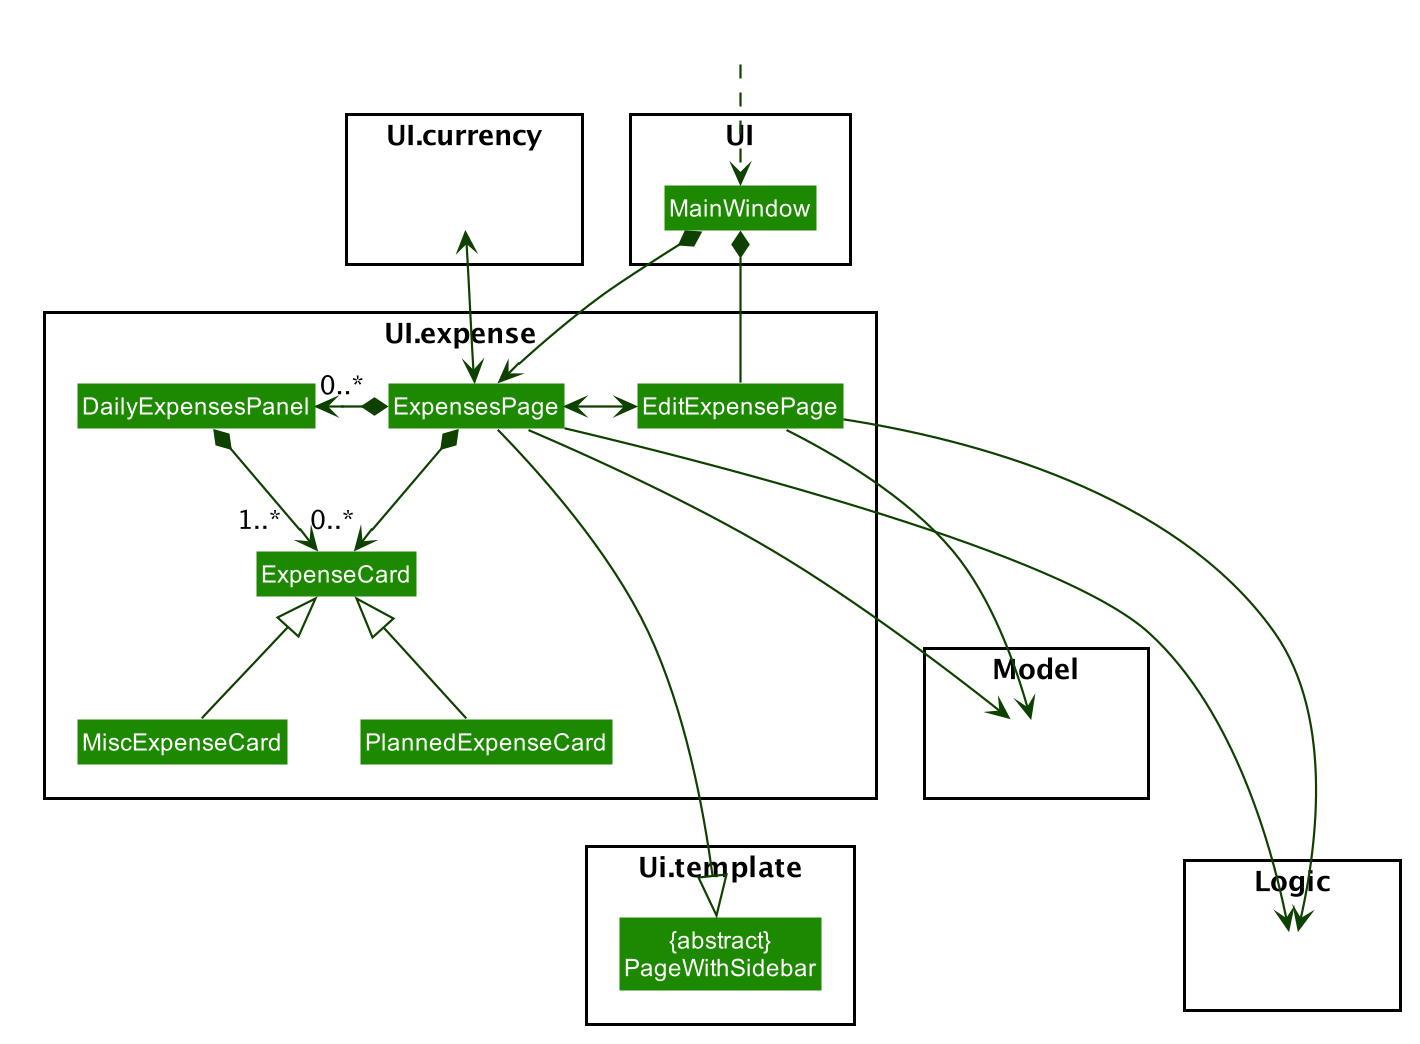 UI.currency
UI
MainWindow
UI.expense
0..*
DailyExpensesPanel
ExpensesPage
EditExpensePage
1..*
0..*
ExpenseCard
Model
MiscExpenseCard
PlannedExpenseCard
Ui.template
Logic
{abstract}
PageWithSidebar